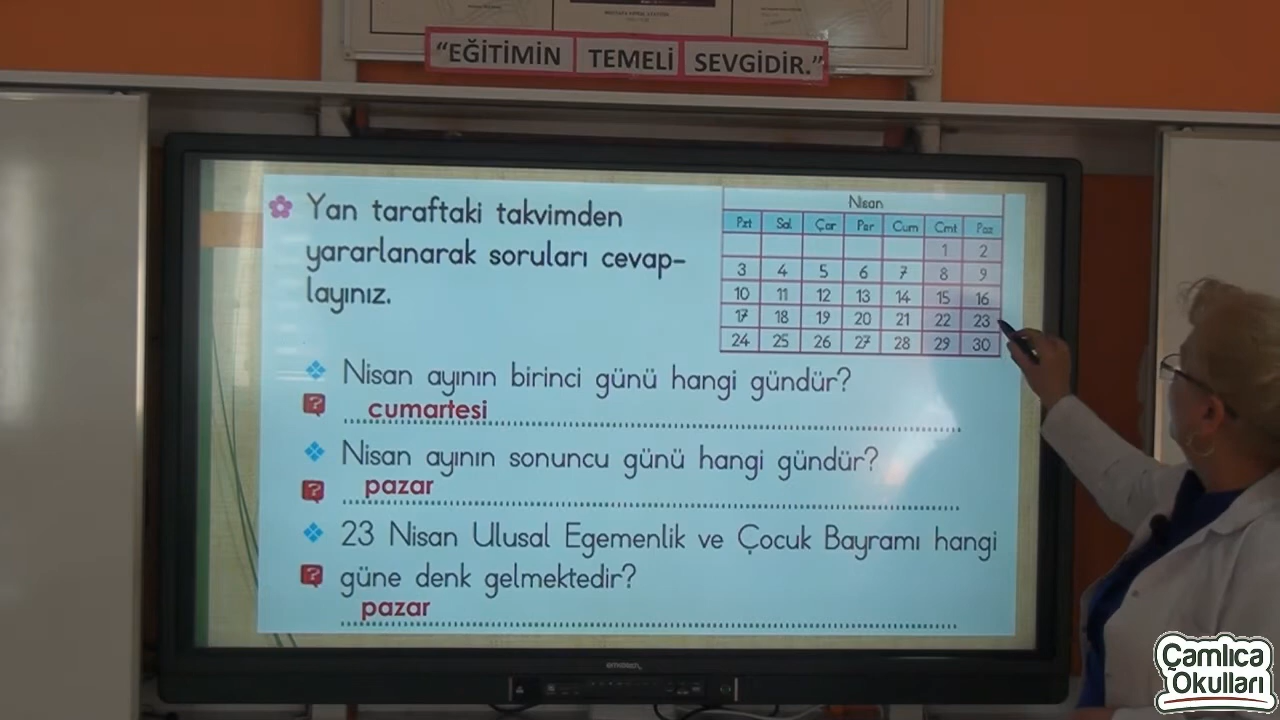 “EĞİTİMİN TEMELİ SEVGİDİR.”
Yan taraftaki takvimden
yararlanarak soruları cevap-
layınız.
Nisan
Pzt Sal Çar Per Cum Cmt Paz
1 2
3 4 5 6 7 8 9
10 11 12 13 14 15 16
17 18 19 20 21 22 23
24 25 26 27 28 29 30
Nisan ayının birinci günü hangi gündür?
? cumartesi
Nisan ayının sonuncu günü hangi gündür?
? pazar
23 Nisan Ulusal Egemenlik ve Çocuk Bayramı hangi
? güne denk gelmektedir?
pazar
Çamlıca
Okulları